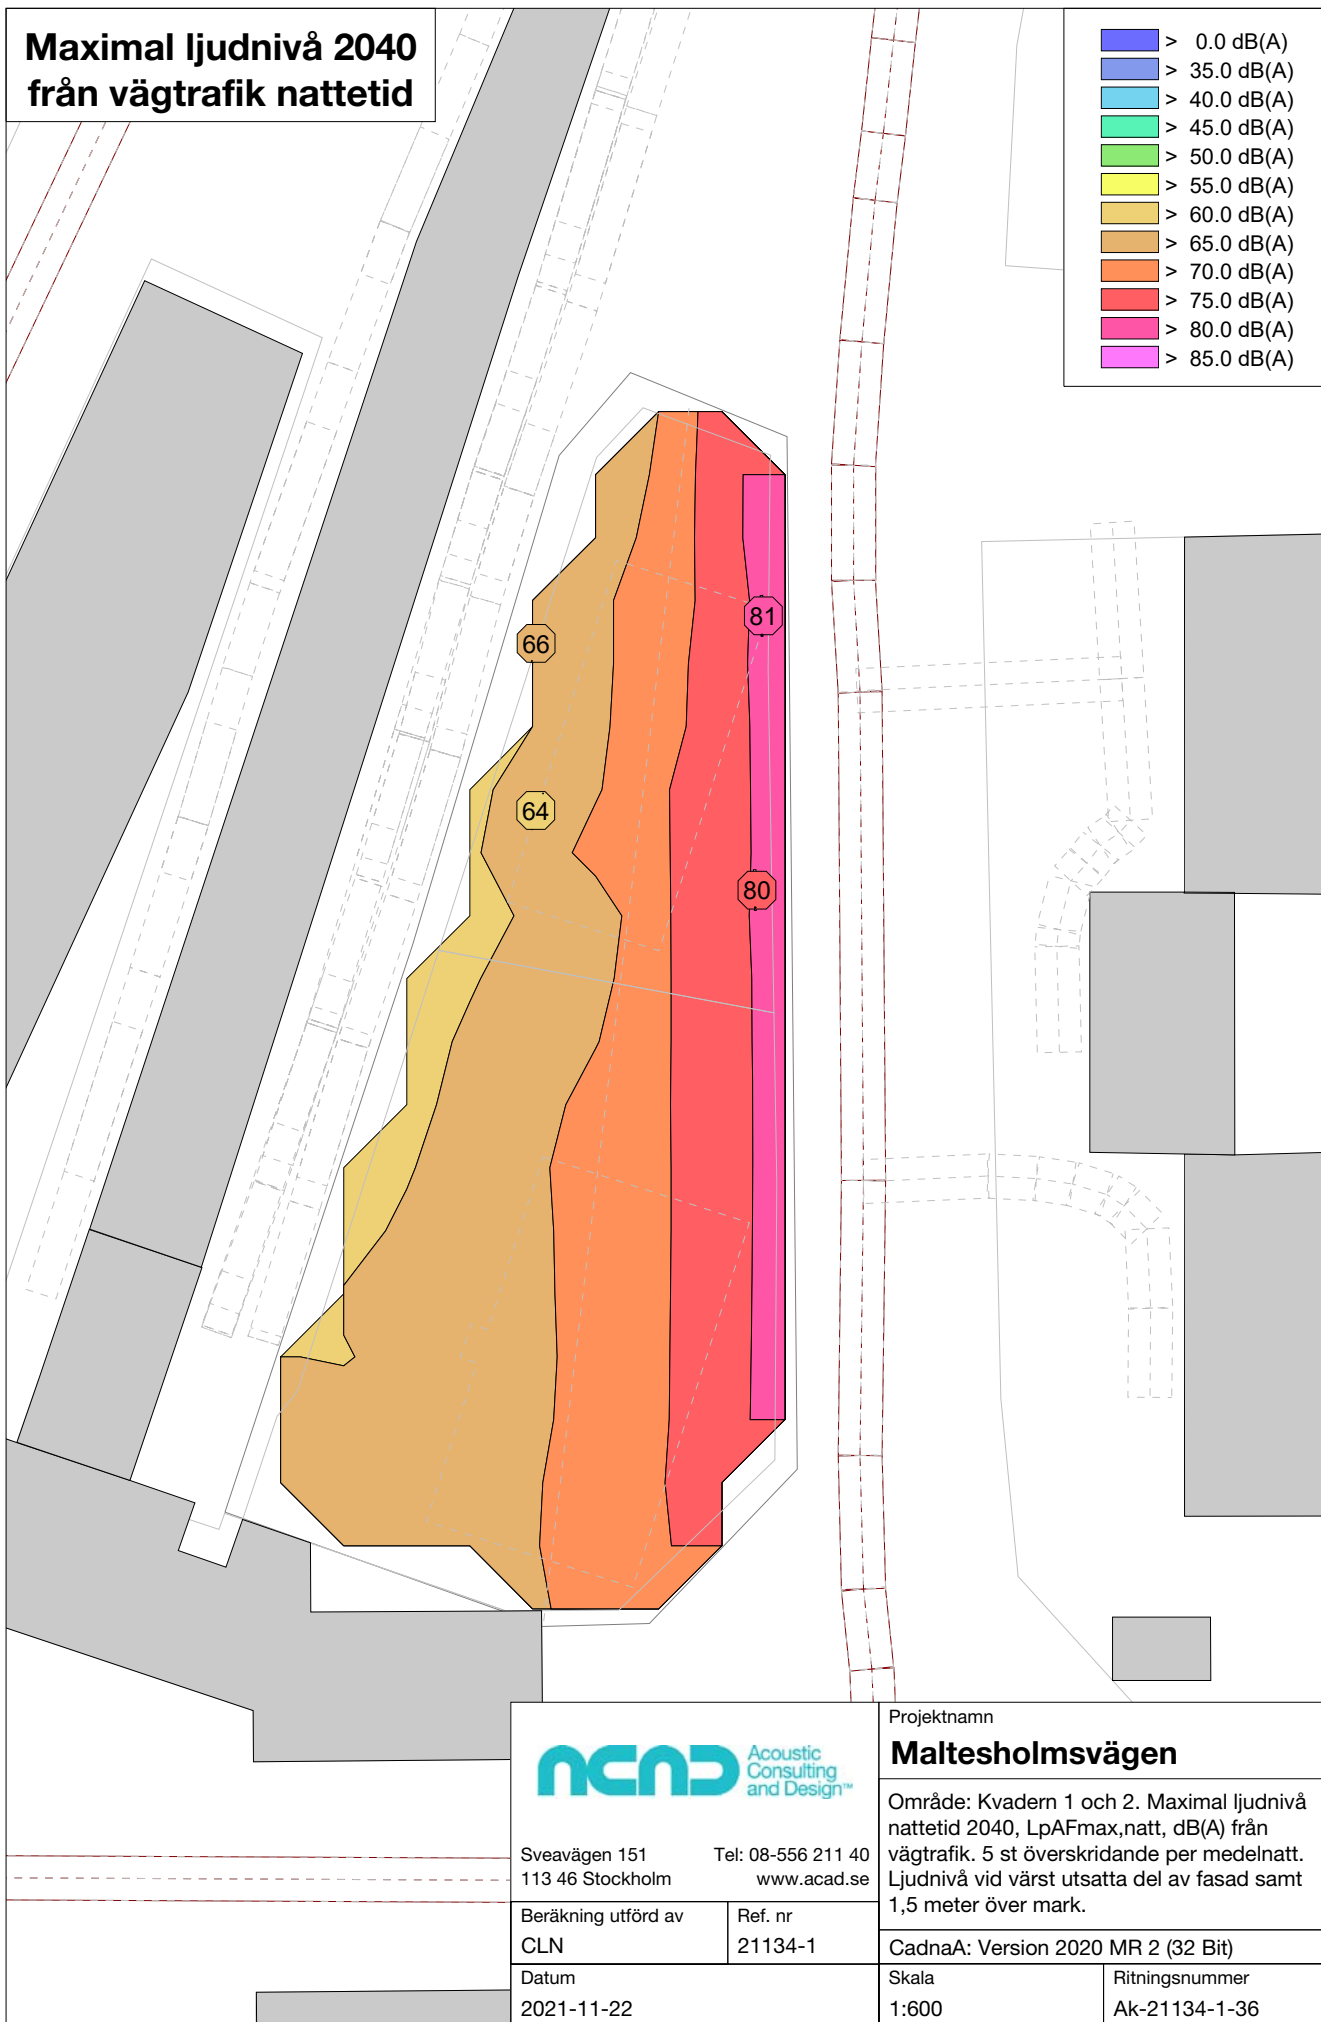 Maximal ljudnivå 2040
från vägtrafik nattetid
> 0.0 dB(A)
> 35.0 dB(A)
> 40.0 dB(A)
> 45.0 dB(A)
> 50.0 dB(A)
> 55.0 dB(A)
> 60.0 dB(A)
> 65.0 dB(A)
> 70.0 dB(A)
> 75.0 dB(A)
> 80.0 dB(A)
> 85.0 dB(A)
81
66
64
80
ACAD Acoustic
Consulting
and Design™
Sveavägen 151
113 46 Stockholm
Tel: 08-556 211 40
www.acad.se
Beräkning utförd av
CLN
Ref. nr
21134-1
Datum
2021-11-22
Projektnamn
Maltesholmsvägen
Område: Kvadern 1 och 2. Maximal ljudnivå
nattetid 2040, LpAFmax,natt, dB(A) från
vägtrafik. 5 st överskridande per medelnatt.
Ljudnivå vid värst utsatta del av fasad samt
1,5 meter över mark.
CadnaA: Version 2020 MR 2 (32 Bit)
Skala
1:600
Ritningsnummer
Ak-21134-1-36